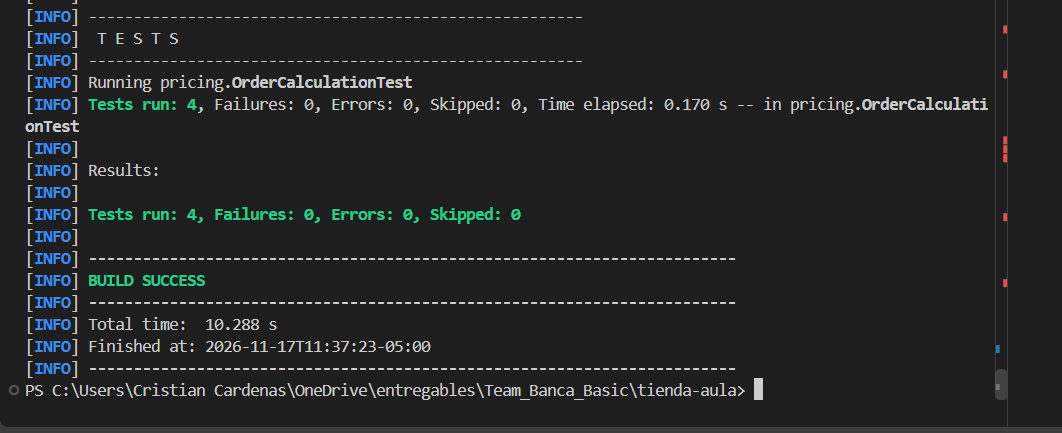 [INFO] -------------------------------------------------------
[INFO]  T E S T S
[INFO] -------------------------------------------------------
[INFO] Running pricing.OrderCalculationTest
[INFO] Tests run: 4, Failures: 0, Errors: 0, Skipped: 0, Time elapsed: 0.170 s -- in pricing.OrderCalculati
onTest
[INFO]
[INFO] Results:
[INFO]
[INFO] Tests run: 4, Failures: 0, Errors: 0, Skipped: 0
[INFO]
[INFO] ------------------------------------------------------------------------
[INFO] BUILD SUCCESS
[INFO] ------------------------------------------------------------------------
[INFO] Total time:  10.288 s
[INFO] Finished at: 2026-11-17T11:37:23-05:00
[INFO] ------------------------------------------------------------------------
PS C:\Users\Cristian Cardenas\OneDrive\entregables\Team_Banca_Basic\tienda-aula>